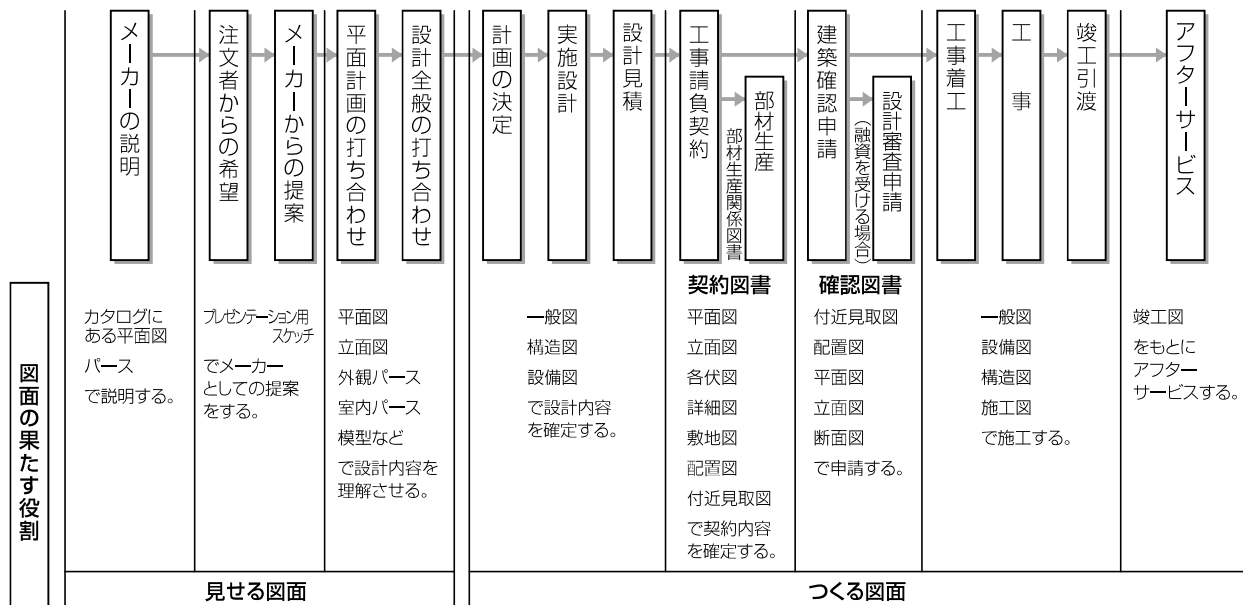 メーカーの説明
注文者からの希望
メーカーからの提案
平面計画の打ち合わせ
設計全般の打ち合わせ
計画の決定
実施設計
設計見積
工事請負契約
部材生産
部材生産関係図書
建築確認申請
設計審査申請
(融資を受ける場合)
工事着工
工事
竣工引渡
アフターサービス
図面の果たす役割
カタログに
ある平面図
パース
で説明する。
プレゼンテーション用
スケッチ
でメーカー
としての提案
をする。
平面図
立面図
外観パース
室内パース
模型など
で設計内容を
理解させる。
一般図
構造図
設備図
で設計内容
を確定する。
契約図書
平面図
立面図
各伏図
詳細図
敷地図
配置図
付近見取図
で契約内容
を確定する。
確認図書
付近見取図
配置図
平面図
立面図
断面図
で申請する。
一般図
設備図
構造図
施工図
で施工する。
竣工図
をもとに
アフター
サービスする。
見せる図面
つくる図面